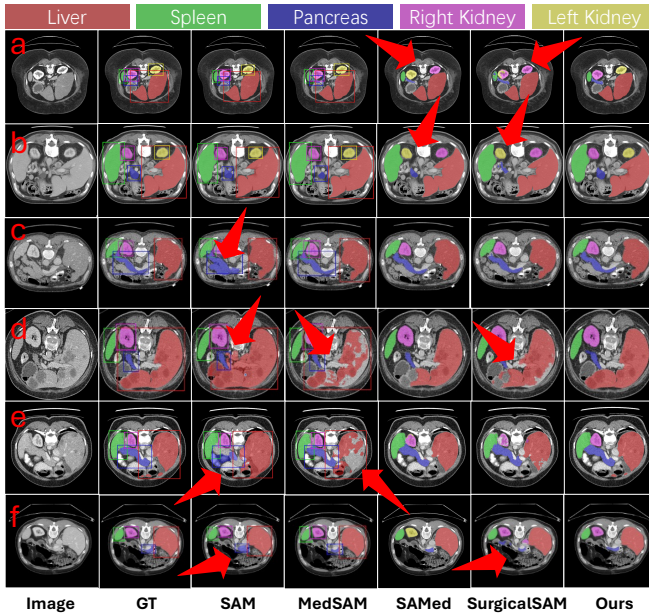 Liver Spleen Pancreas Right Kidney Left Kidney
a
b
c
d
e
f
Image GT SAM MedSAM SAMed SurgicalSAM Ours